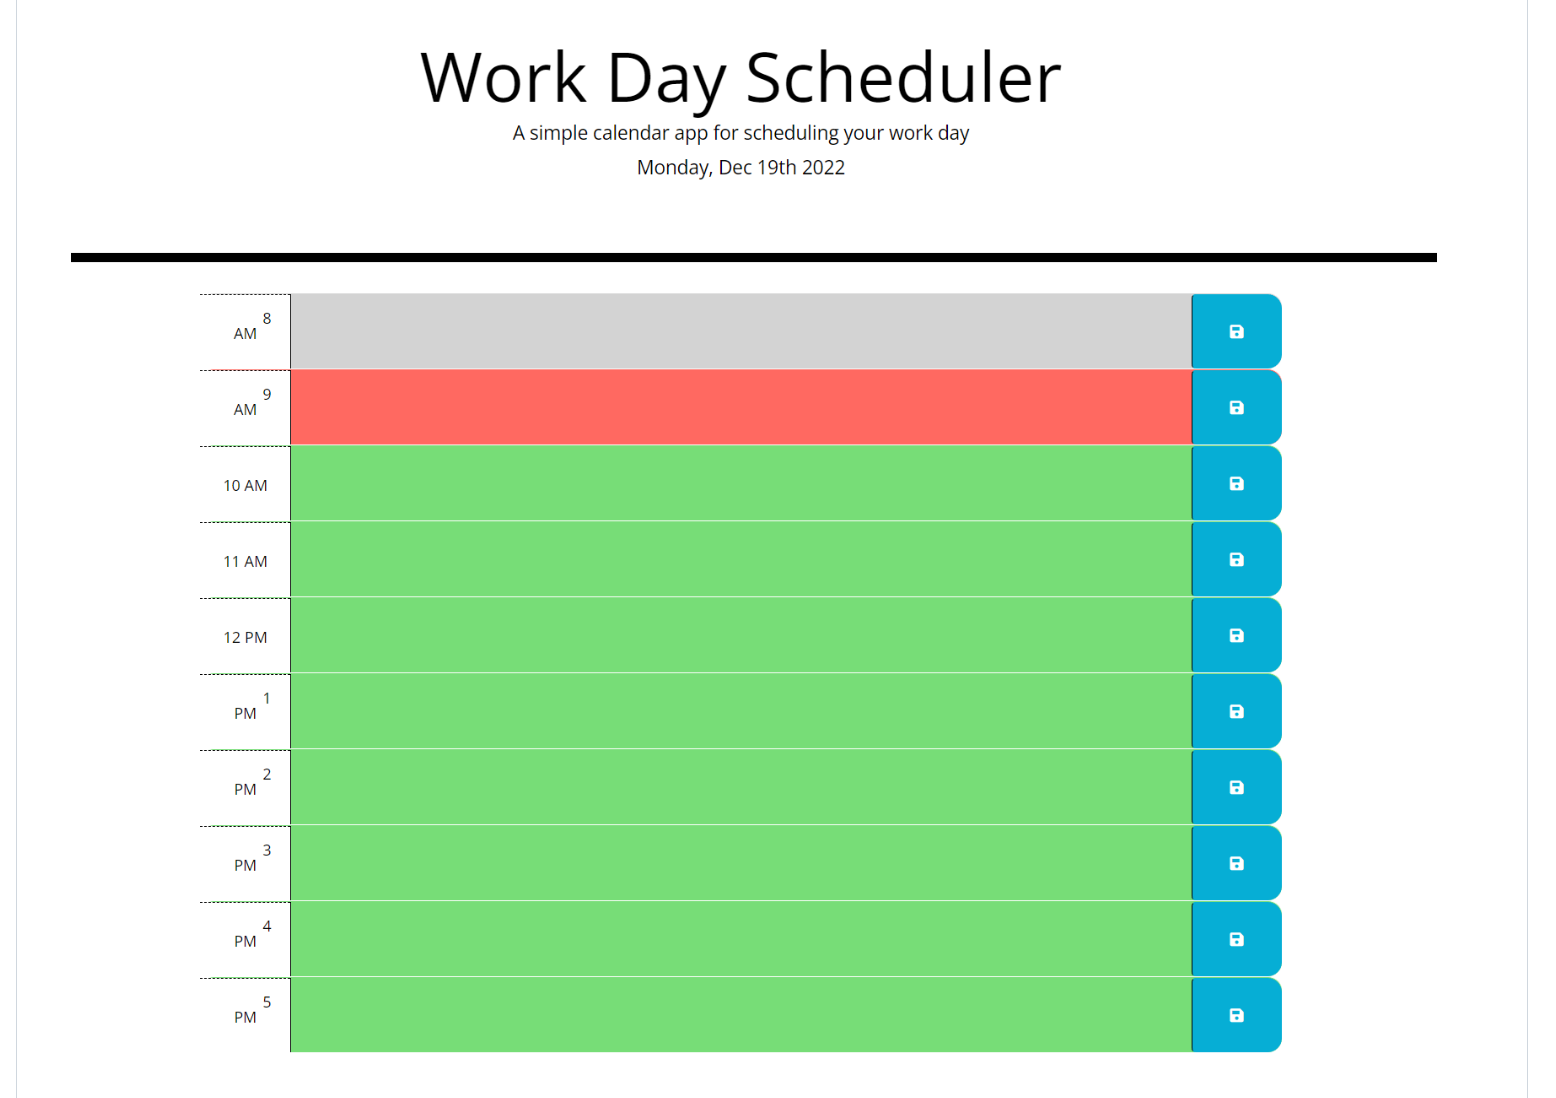 Work Day Scheduler
A simple calendar app for scheduling your work day
Monday, Dec 19th 2022
8
AM
9
AM
10 AM
11 AM
12 PM
1
PM
2
PM
3
PM
4
PM
5
PM